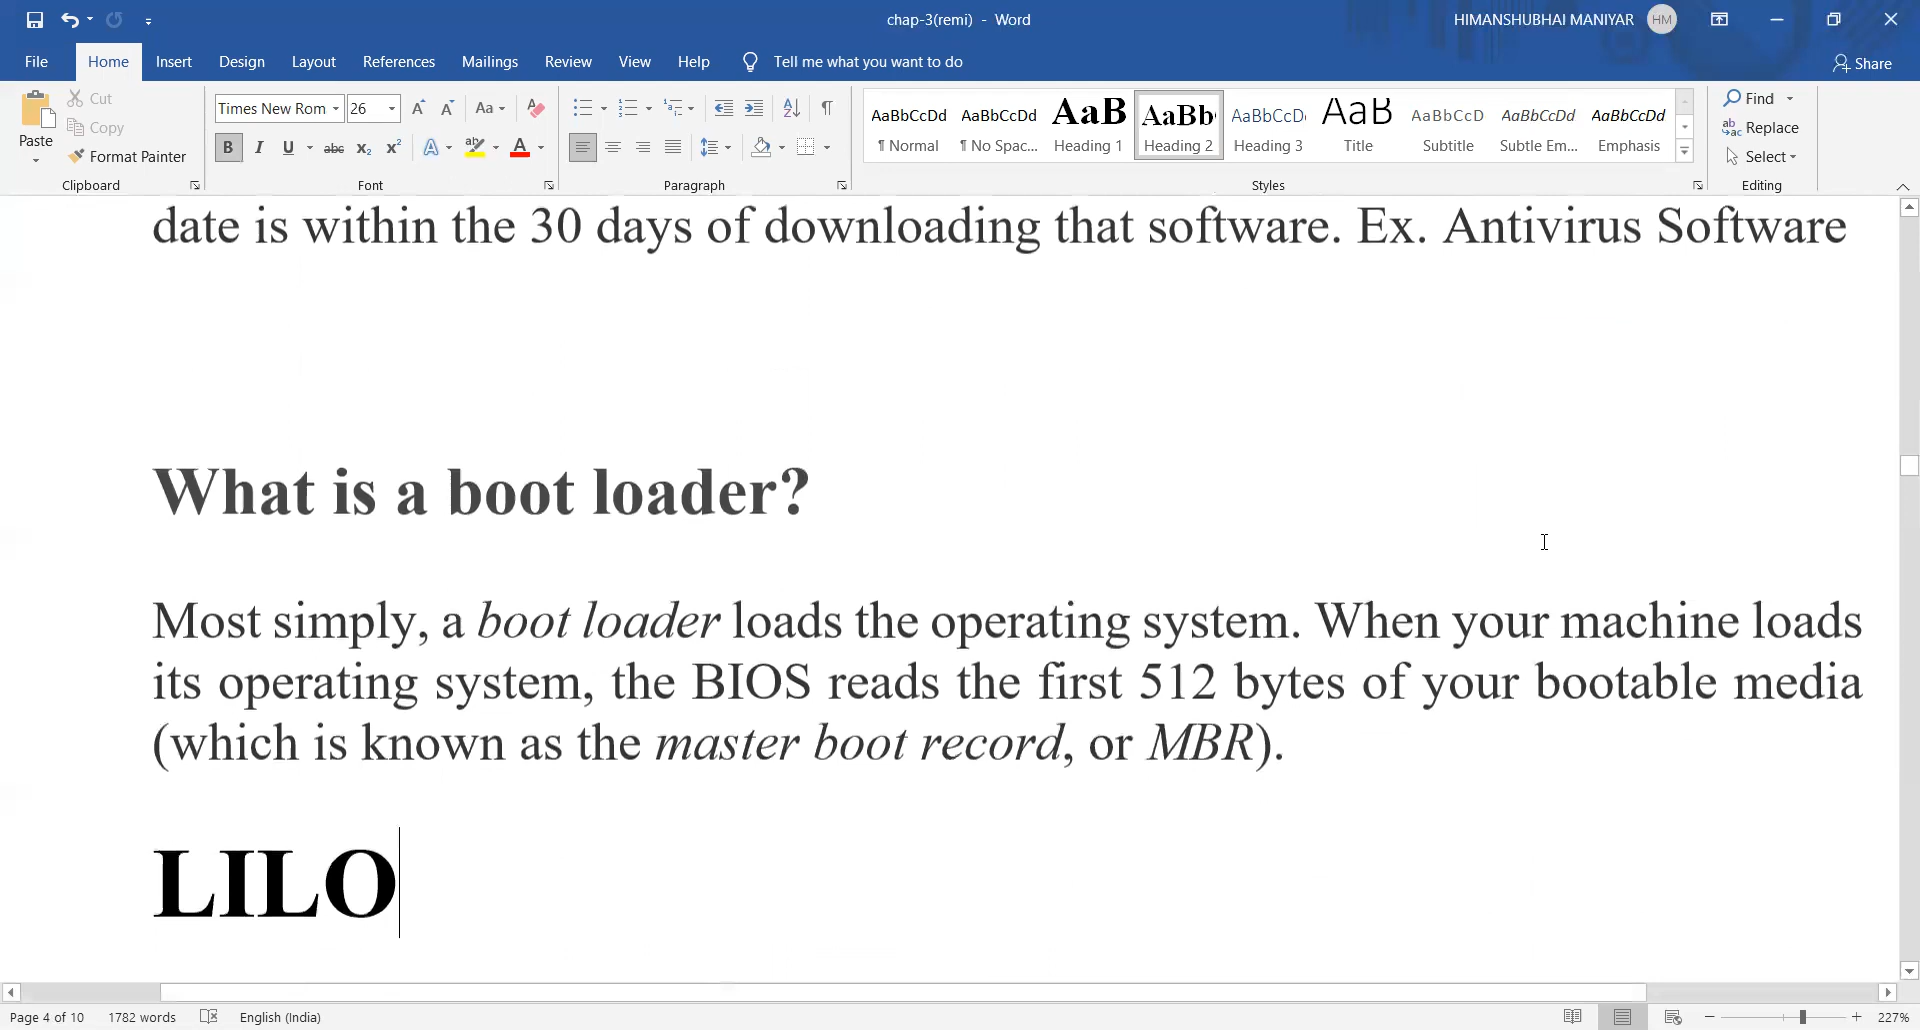 chap-3(remi) - Word
HIMANSHUBHAI MANIYAR HM
File Home Insert Design Layout References Mailings Review View Help Tell me what you want to do Share
Paste Cut Copy Format Painter
Times New Rom 26
AaBbCcDd AaBbCcDd AaB AaBb AaBbCcD AaB AaBbCcD AaBbCcDd AaBbCcDd
¶ Normal ¶ No Spac... Heading 1 Heading 2 Heading 3 Title Subtitle Subtle Em... Emphasis
Find
Replace
Select
Clipboard Font Paragraph Styles Editing
date is within the 30 days of downloading that software. Ex. Antivirus Software
What is a boot loader?
Most simply, a boot loader loads the operating system. When your machine loads
its operating system, the BIOS reads the first 512 bytes of your bootable media
(which is known as the master boot record, or MBR).
LILO
Page 4 of 10 1782 words English (India) 227%